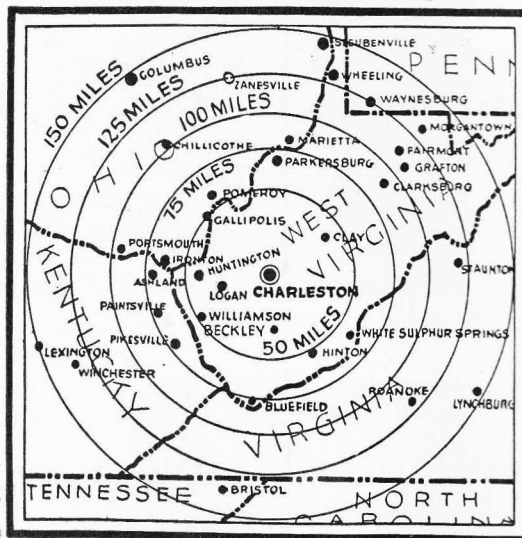 STEUBENVILLE
COLUMBUS
PENN
WHEELING
ZANESVILLE
WAYNESBURG
150 MILES
125 MILES
100 MILES
MORGANTOWN
MARIETTA
CHILLICOTHE
FAIRMONT
PARKERSBURG
GRAFTON
OHIO
75 MILES
CLARKSBURG
POMEROY
GALLIPOLIS
WEST VIRGINIA
CLAY
PORTSMOUTH
IRONTON
HUNTINGTON
STAUNTON
ASHLAND
LOGAN
CHARLESTON
KENTUCKY
PAINTSVILLE
WILLIAMSON
BECKLEY
50 MILES
WHITE SULPHUR SPRINGS
PIKESVILLE
LEXINGTON
HINTON
WINCHESTER
ROANOKE
LYNCHBURG
BLUEFIELD
VIRGINIA
TENNESSEE
BRISTOL
NORTH
CAROLINA